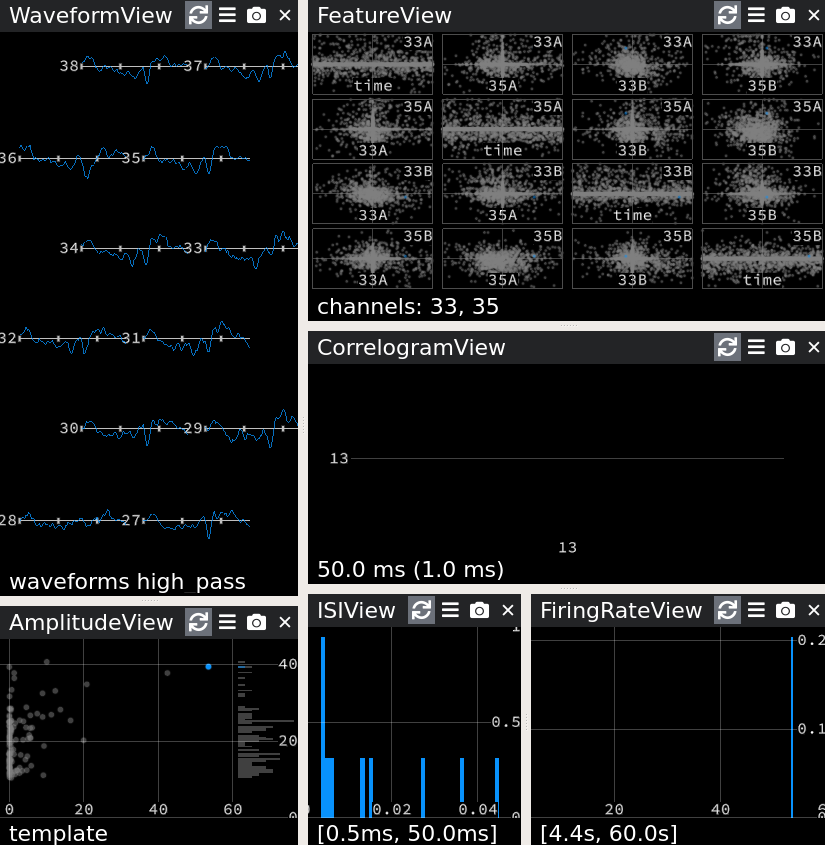 WaveformView
38 37
36 35
34 33
32 31
30 29
28 27
waveforms high_pass
FeatureView
33A 33A 33A 33A
time 35A 33B 35B
35A 35A 35A 35A
33A time 33B 35B
33B 33B 33B 33B
33A 35A time 35B
35B 35B 35B 35B
33A 35A 33B time
channels: 33, 35
CorrelogramView
13
13
50.0 ms (1.0 ms)
AmplitudeView
40
20
0 20 40 60
template
ISIView
0.5
0.02 0.04
[0.5ms, 50.0ms]
FiringRateView
0.2
0.1
20 40
[4.4s, 60.0s]